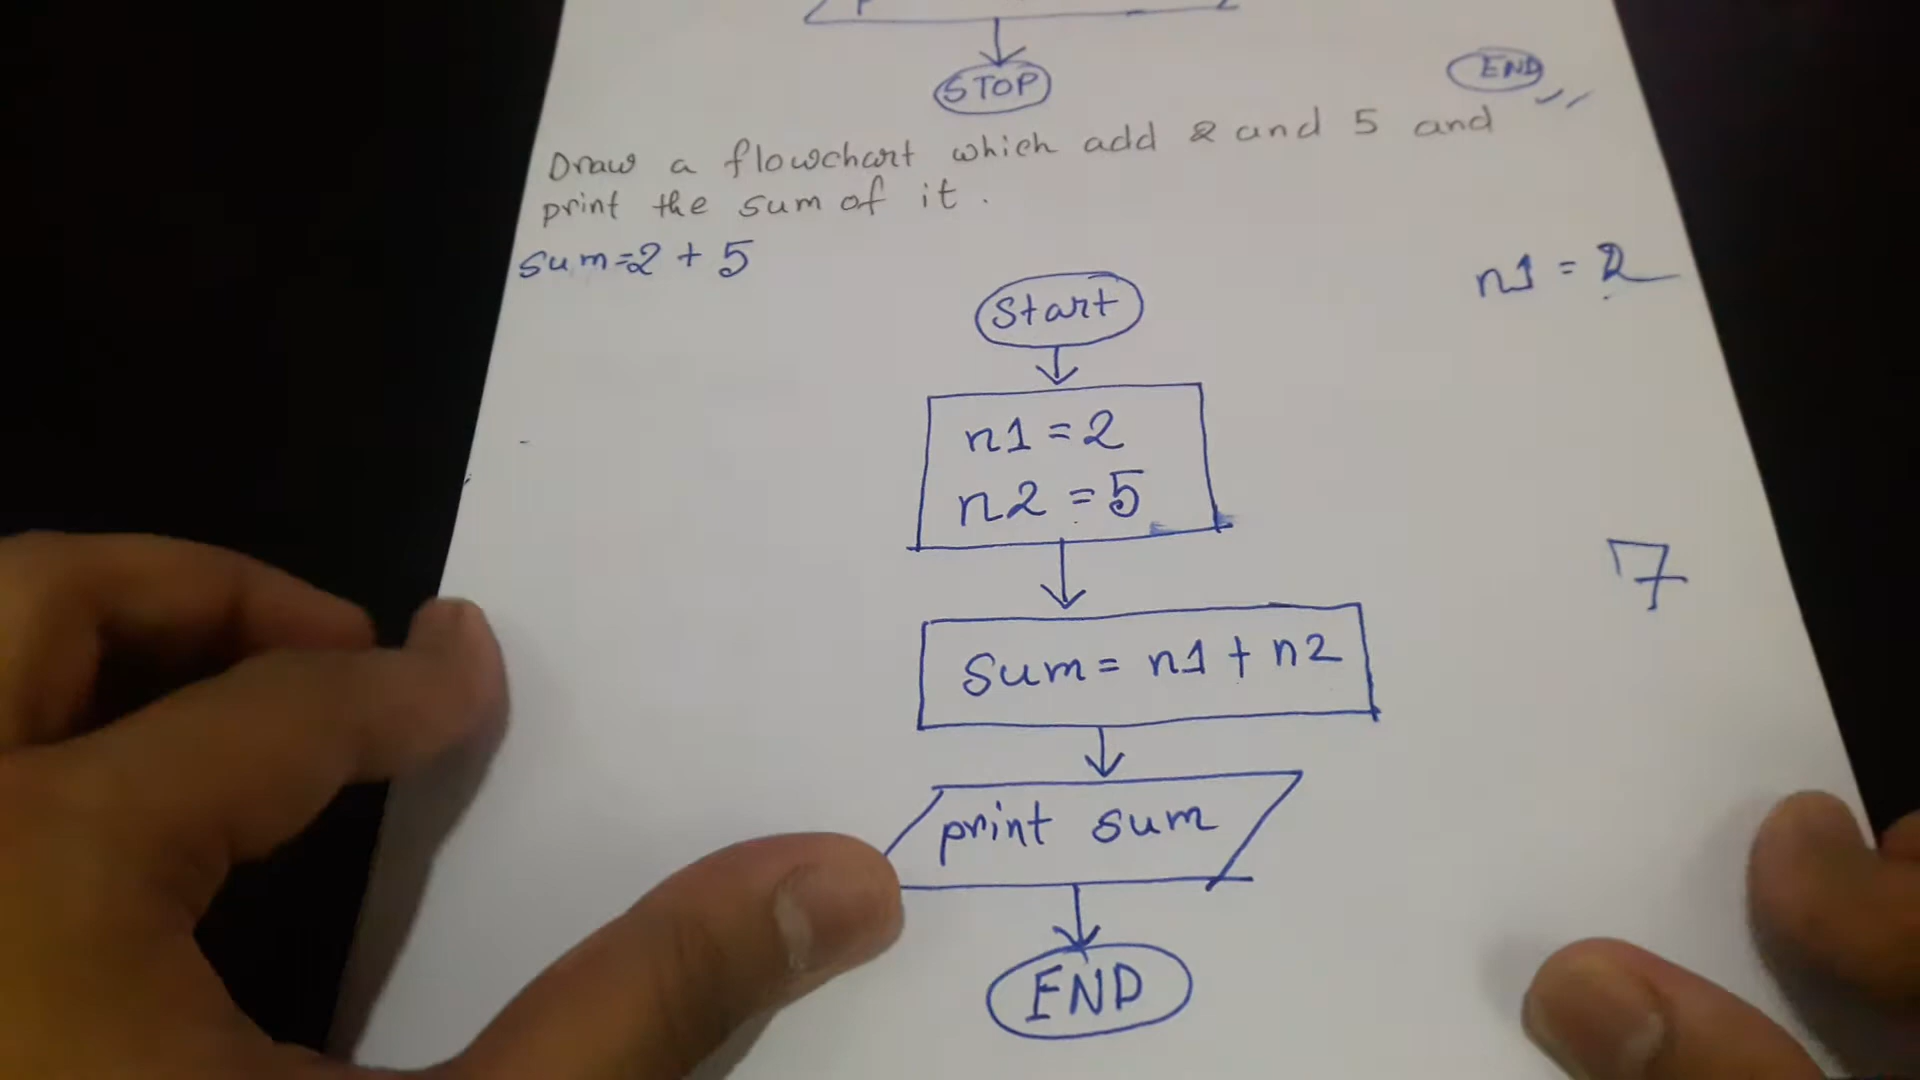 STOP
END
Draw a flowchart which add 2 and 5 and
print the sum of it.
sum=2 + 5
n1 = 2
Start
n1 = 2
n2 = 5
7
Sum = n1 + n2
print sum
END